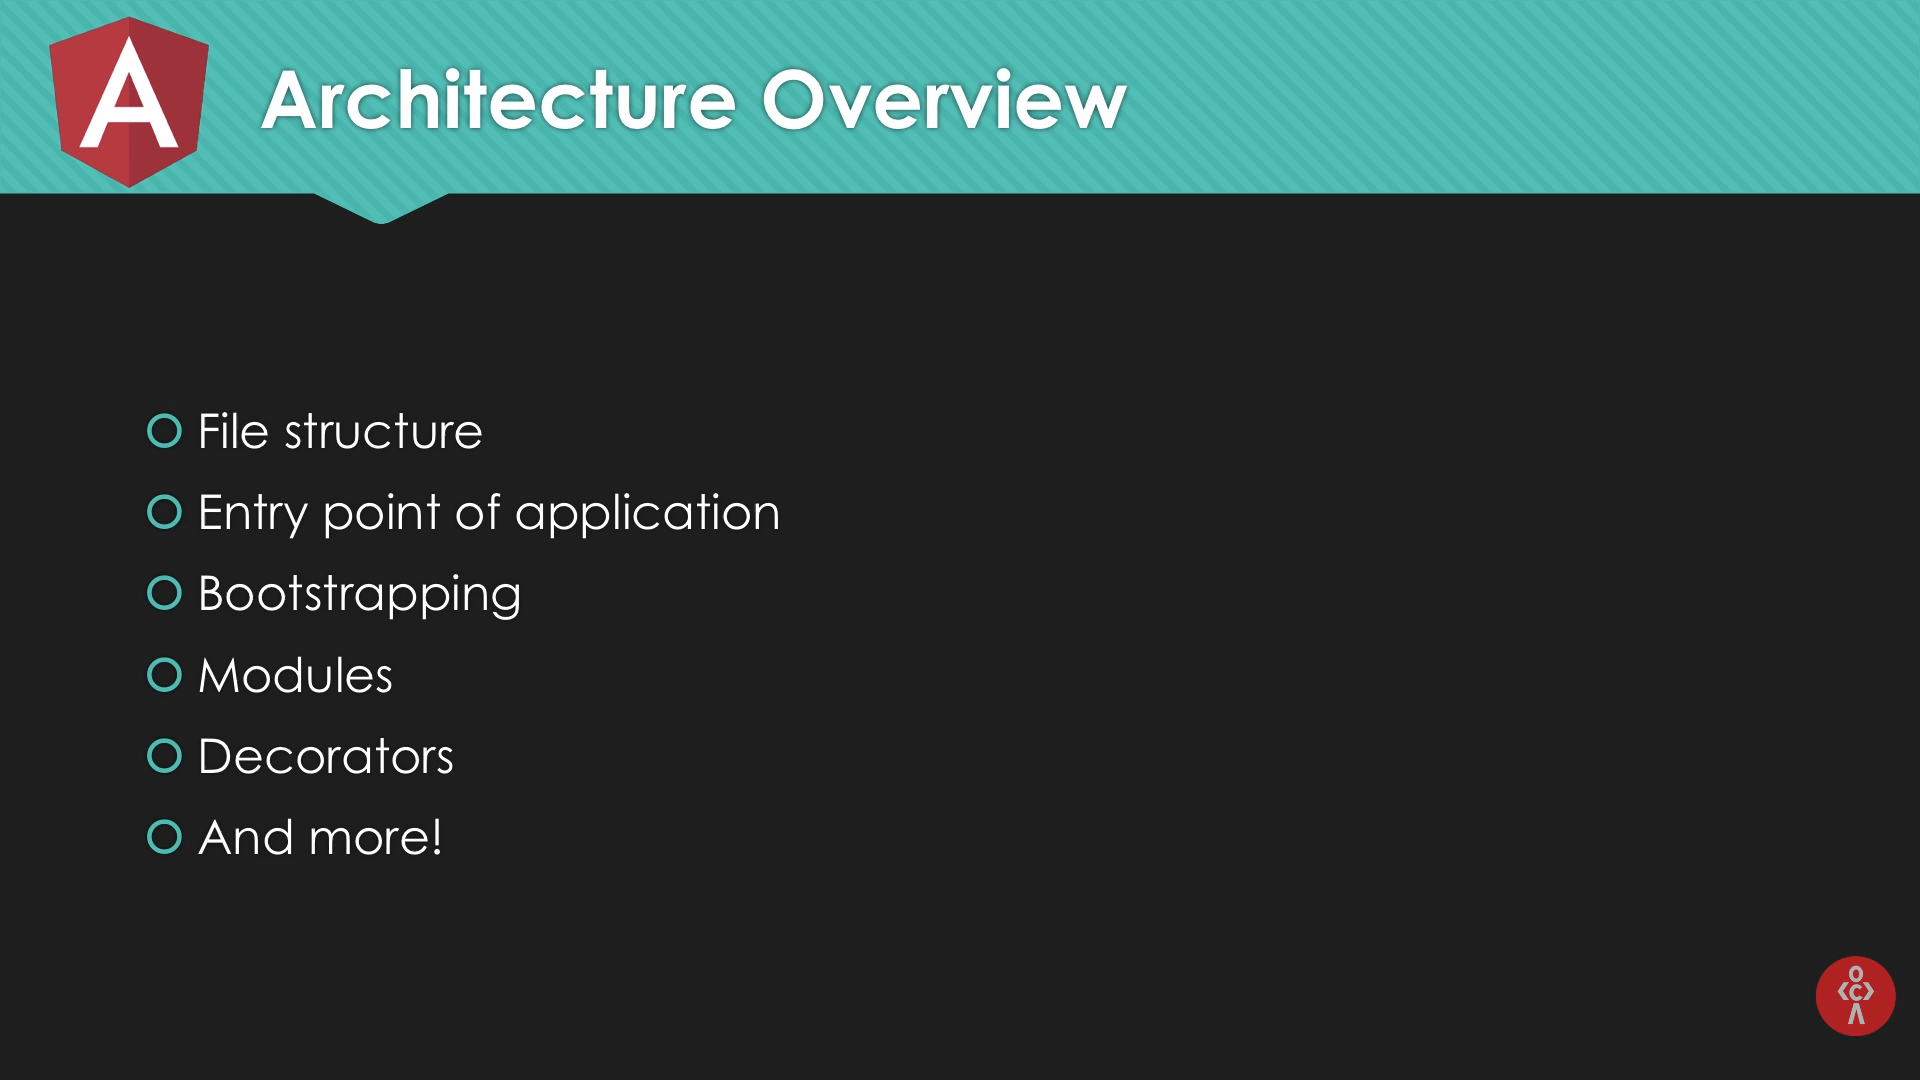 A
Architecture Overview
File structure
Entry point of application
Bootstrapping
Modules
Decorators
And more!